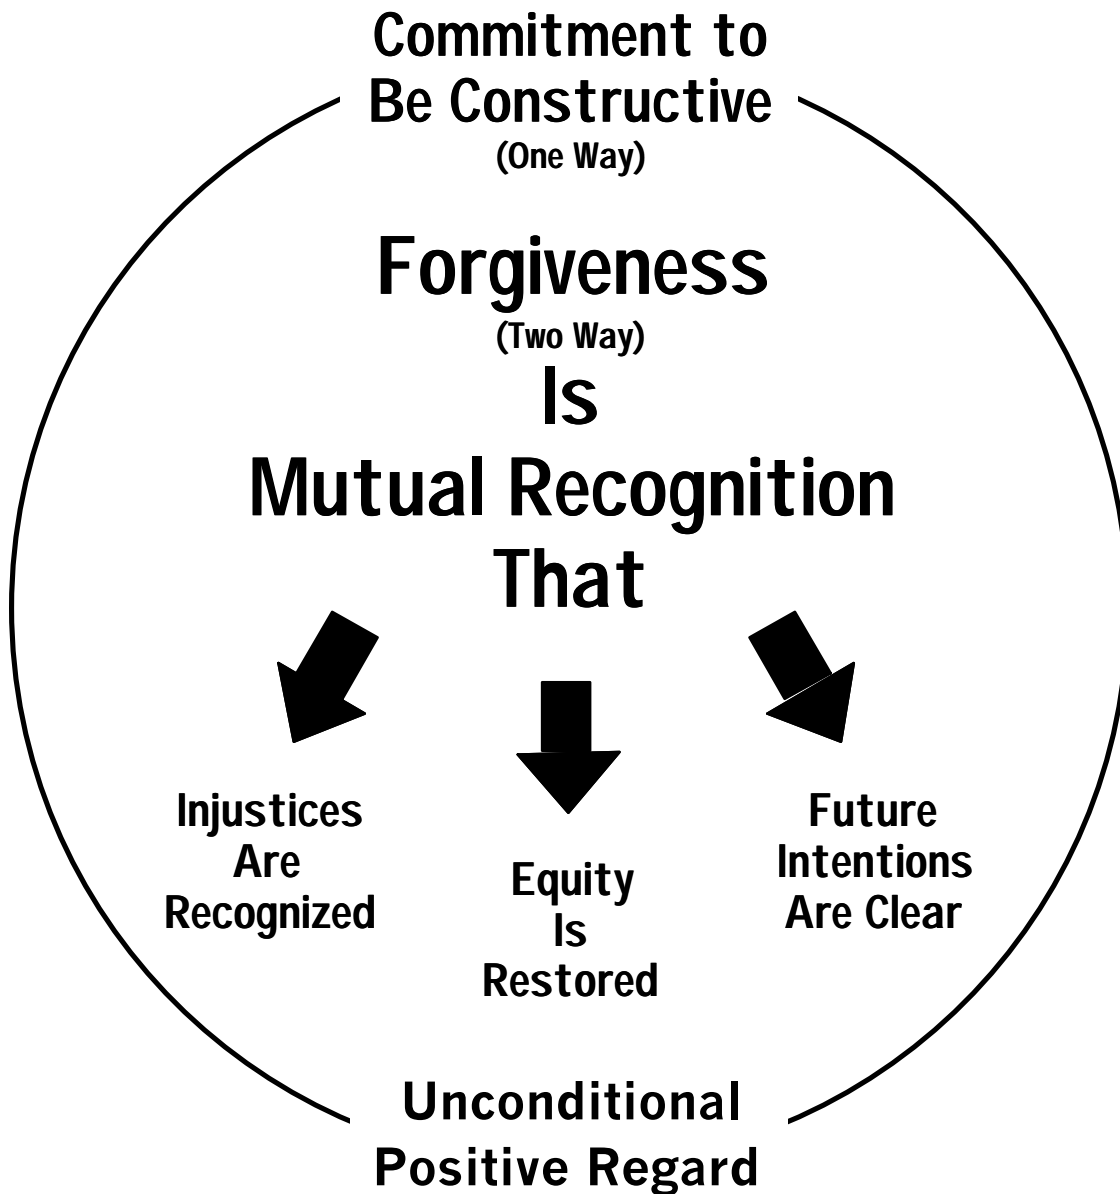 Commitment to
Be Constructive
(One Way)
Forgiveness
(Two Way)
Is
Mutual Recognition
That
Injustices
Are
Recognized
Equity
Is
Restored
Future
Intentions
Are Clear
Unconditional
Positive Regard